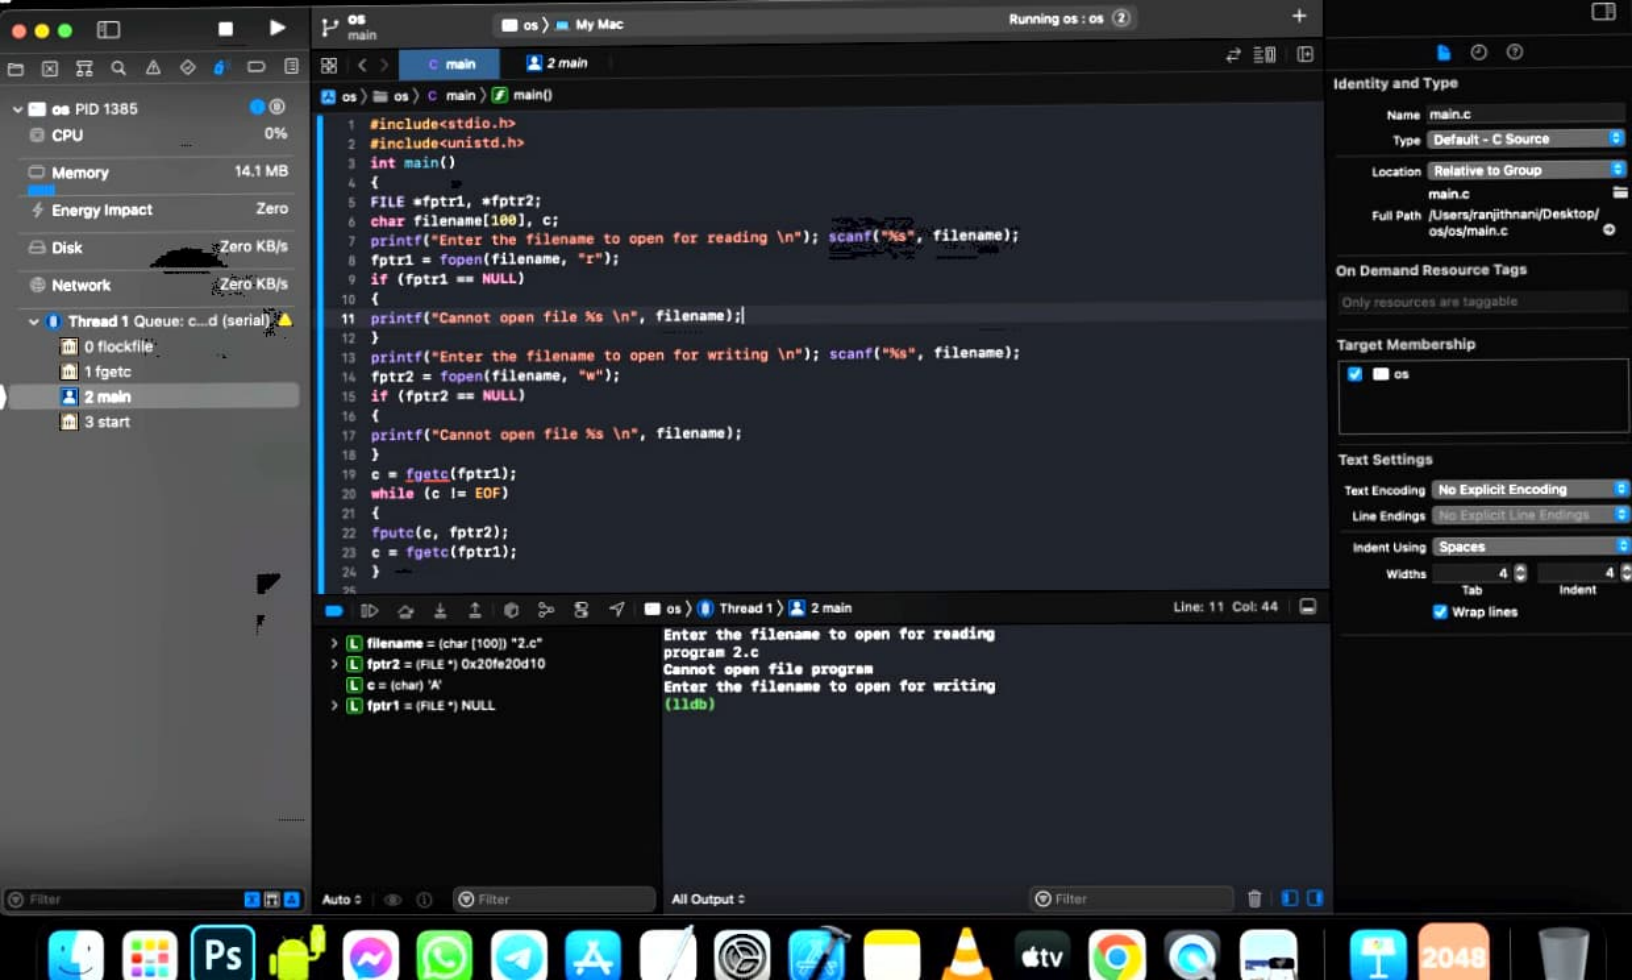 os
main
os 〉 My Mac
Running os : os 2
+
C main
2 main
os 〉 os 〉 C main 〉 f main()
os PID 1385
CPU 0%
Memory 14.1 MB
Energy Impact Zero
Disk Zero KB/s
Network Zero KB/s
Thread 1 Queue: c...d (serial)
0 flockfile
1 fgetc
2 main
3 start
Filter
1 #include<stdio.h>
2 #include<unistd.h>
3 int main()
4 {
5 FILE *fptr1, *fptr2;
6 char filename[100], c;
7 printf("Enter the filename to open for reading \n"); scanf("%s", filename);
8 fptr1 = fopen(filename, "r");
9 if (fptr1 == NULL)
10 {
11 printf("Cannot open file %s \n", filename);
12 }
13 printf("Enter the filename to open for writing \n"); scanf("%s", filename);
14 fptr2 = fopen(filename, "w");
15 if (fptr2 == NULL)
16 {
17 printf("Cannot open file %s \n", filename);
18 }
19 c = fgetc(fptr1);
20 while (c != EOF)
21 {
22 fputc(c, fptr2);
23 c = fgetc(fptr1);
24 }
25
os 〉 Thread 1 〉 2 main
Line: 11 Col: 44
L filename = (char [100]) "2.c"
L fptr2 = (FILE *) 0x20fe20d10
L c = (char) 'A'
L fptr1 = (FILE *) NULL
Auto
Filter
Enter the filename to open for reading
program 2.c
Cannot open file program
Enter the filename to open for writing
(lldb)
All Output
Filter
Identity and Type
Name main.c
Type Default - C Source
Location Relative to Group
main.c
Full Path /Users/ranjithnani/Desktop/
os/os/main.c
On Demand Resource Tags
Only resources are taggable
Target Membership
os
Text Settings
Text Encoding No Explicit Encoding
Line Endings No Explicit Line Endings
Indent Using Spaces
Widths 4 4
Tab Indent
Wrap lines
Ps
tv
2048